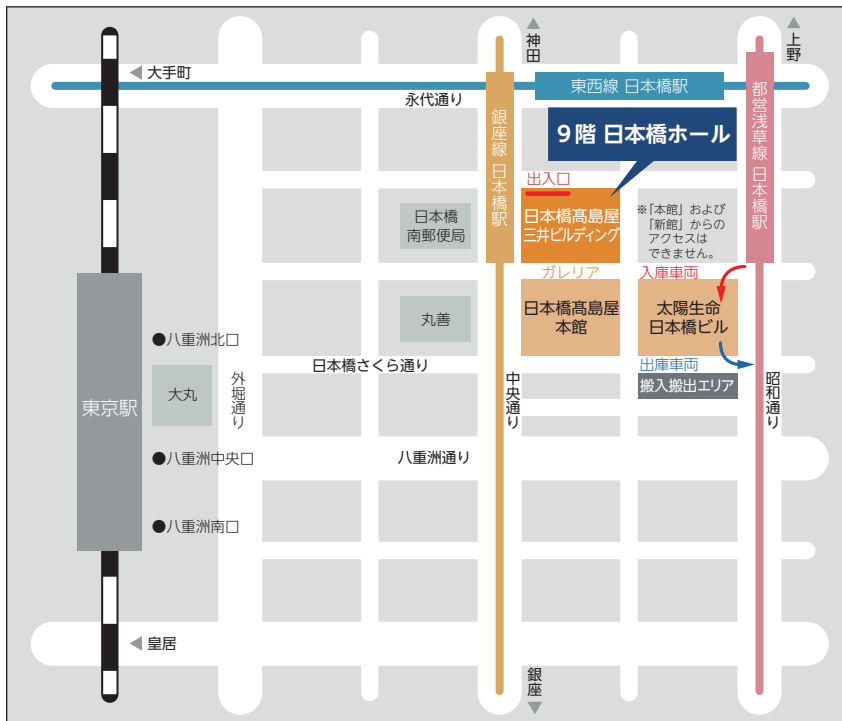 神田
上野
大手町
永代通り
東西線 日本橋駅
銀座線 日本橋駅
都営浅草線 日本橋駅
9階 日本橋ホール
出入口
日本橋髙島屋
三井ビルディング
※「本館」および
「新館」からの
アクセスは
できません。
日本橋
南郵便局
ガレリア
入庫車両
丸善
日本橋髙島屋
本館
太陽生命
日本橋ビル
●八重洲北口
日本橋さくら通り
出庫車両
搬入搬出エリア
東京駅
大丸
外堀通り
中央通り
昭和通り
●八重洲中央口
八重洲通り
●八重洲南口
皇居
銀座